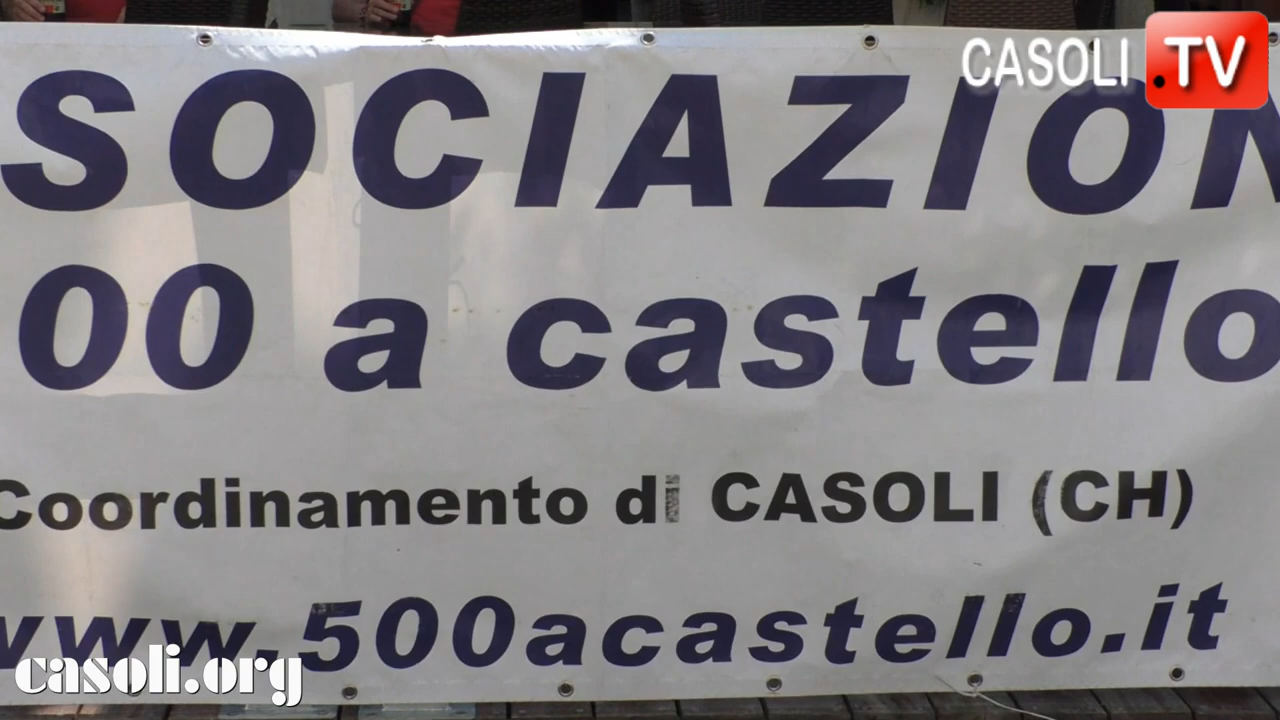 CASOLI .TV
SOCIAZION
00 a castello
Coordinamento di CASOLI (CH)
www.500acastello.it
casoli.org